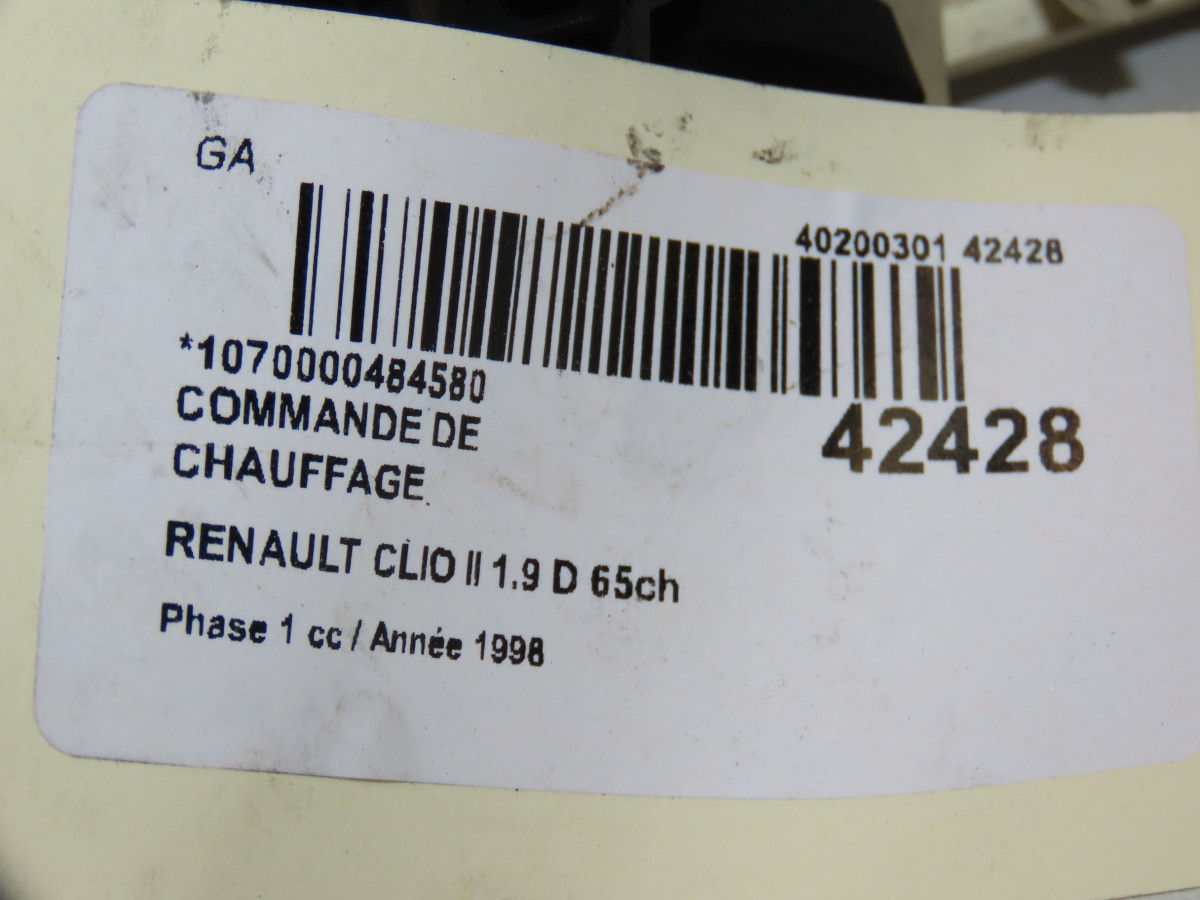 GA
40200301 42428
*1070000484580
42428
COMMANDE DE
CHAUFFAGE
RENAULT CLIO II 1.9 D 65ch
Phase 1 cc / Année 1998